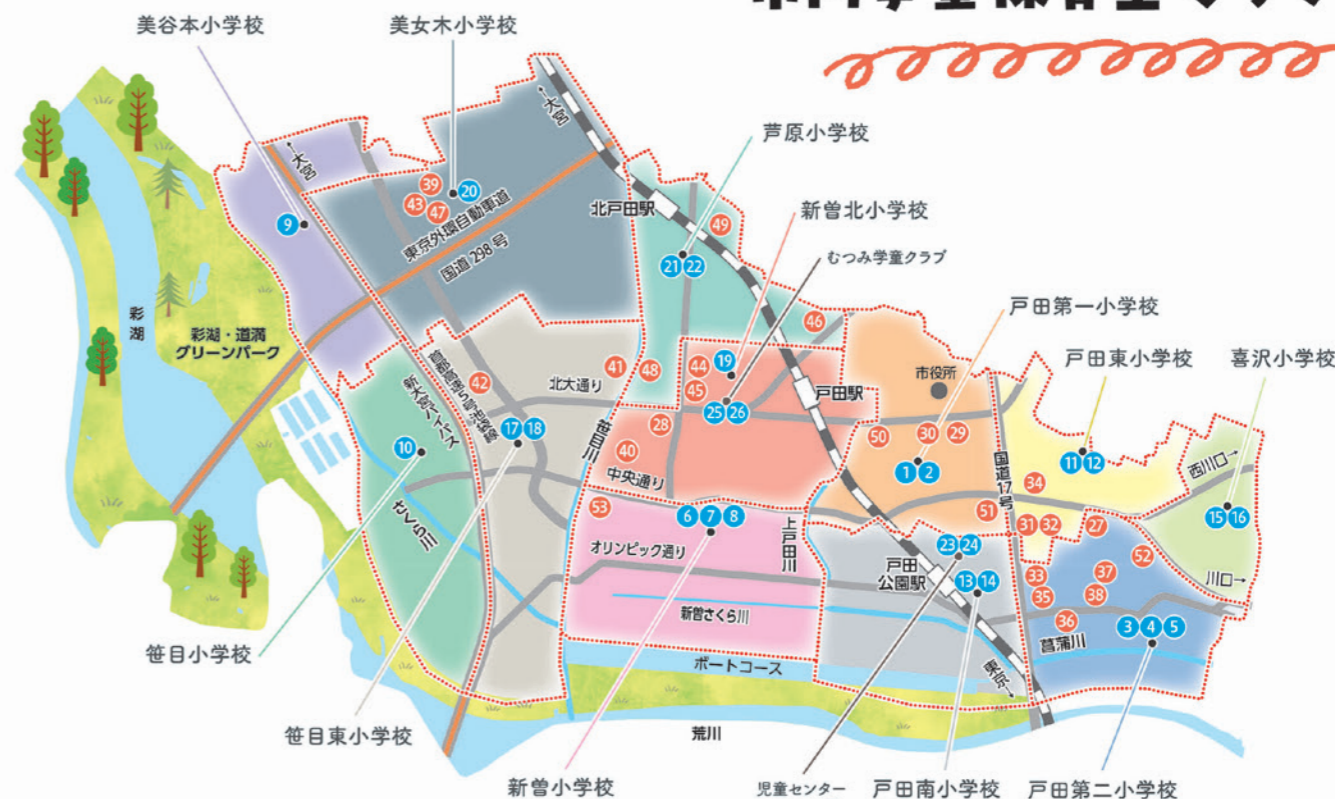 美谷本小学校
美女木小学校
芦原小学校
新曽北小学校
むつみ学童クラブ
戸田第一小学校
戸田東小学校
喜沢小学校
←大宮
←大宮
39
43
47
20
9
東京外環自動車道
国道298号
北戸田駅
49
21 22
46
彩湖
彩湖・道満
グリーンパーク
首都高速5号池袋線
新大宮バイパス
42
北大通り
41
48
44
45
19
25 26
戸田駅
市役所
50
30 29
1 2
11 12
西川口→
15 16
川口→
10
17 18
笹目川
28
40
中央通り
国道17号
34
51
31 32
27
52
さくら川
53
6 7 8
オリンピック通り
上戸田川
23 24
戸田
公園駅
13 14
33
35
37
38
36
3 4 5
菖蒲川
新曽さくら川
ボートコース
東京→
荒川
笹目小学校
笹目東小学校
新曽小学校
児童センター
戸田南小学校
戸田第二小学校